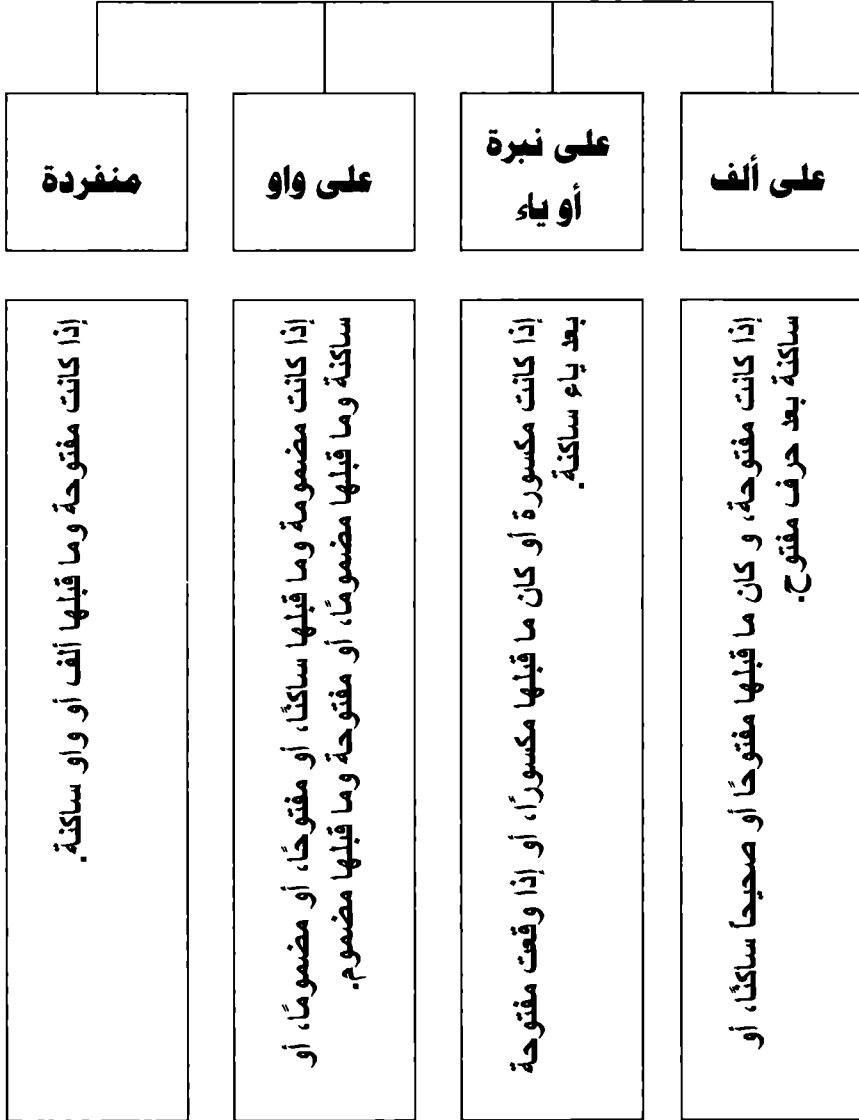 على ألف
على نبرة
أو ياء
على واو
منفردة
إذا كانت مفتوحة، و كان ما قبلها مفتوحًا أو صحيحاً ساكنًا، أو
ساكنة بعد حرف مفتوح.
إذا كانت مكسورة أو كان ما قبلها مكسورًا، أو إذا وقعت مفتوحة
بعد ياء ساكنة.
إذا كانت مضمومة وما قبلها ساكنًا، أو مفتوحًا، أو مضمومًا، أو
ساكنة وما قبلها مضمومًا، أو مفتوحة وما قبلها مضموم.
إذا كانت مفتوحة وما قبلها ألف أو واو ساكنة.